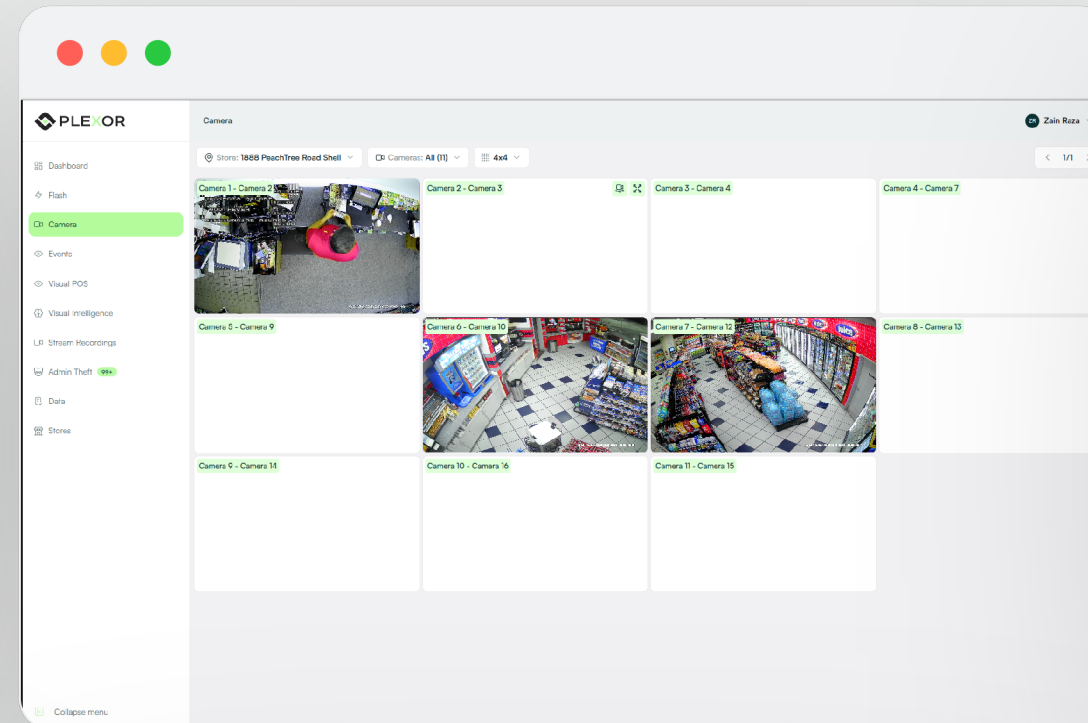 PLEXOR
Camera
ZR Zain Raza
Store: 1888 PeachTree Road Shell
Cameras: All (11)
4x4
1/1
Dashboard
Flash
Camera
Events
Visual POS
Visual Intelligence
Stream Recordings
Admin Theft 99+
Data
Stores
Collapse menu
Camera 1 - Camera 2
Camera 2 - Camera 3
Camera 3 - Camera 4
Camera 4 - Camera 7
Camera 5 - Camera 9
Camera 6 - Camera 10
Camera 7 - Camera 12
Camera 8 - Camera 13
Camera 9 - Camera 14
Camera 10 - Camera 16
Camera 11 - Camera 15